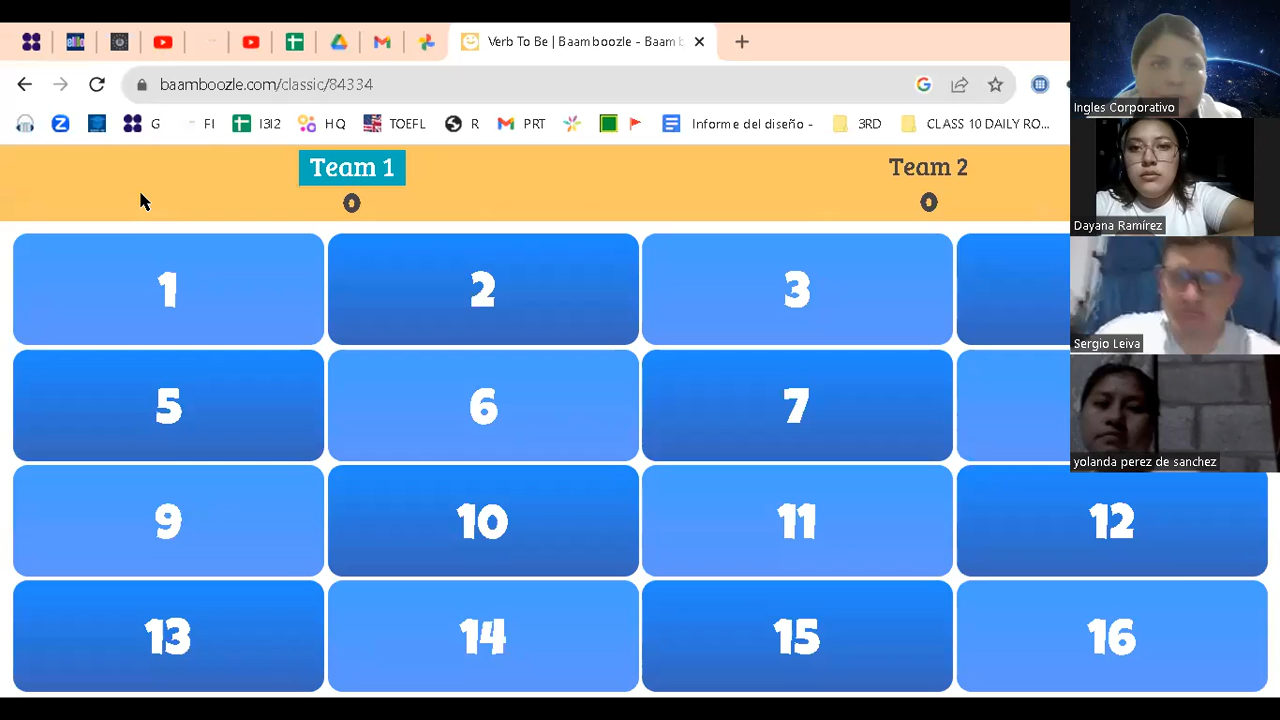 Verb To Be | Baamboozle - Baamb
baamboozle.com/classic/84334
G
FI
I3I2
HQ
TOEFL
R
PRT
Informe del diseño -
3RD
CLASS 10 DAILY RO...
Team 1
Team 2
0
0
1
2
3
5
6
7
9
10
11
12
13
14
15
16
Ingles Corporativo
Dayana Ramírez
Sergio Leiva
yolanda perez de sanchez